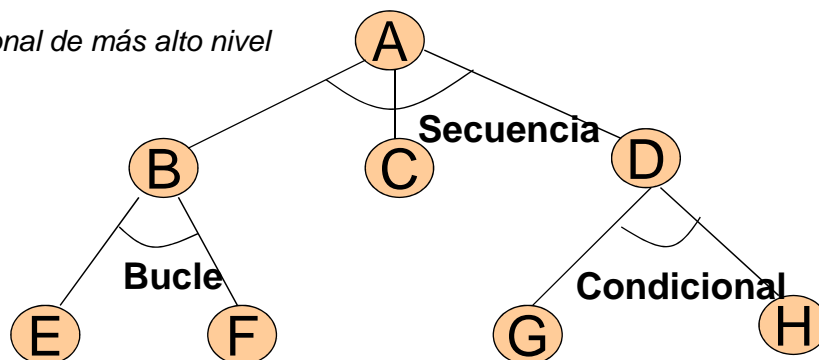 onal de más alto nivel
A
Secuencia
B
C
D
Bucle
Condicional
E
F
G
H